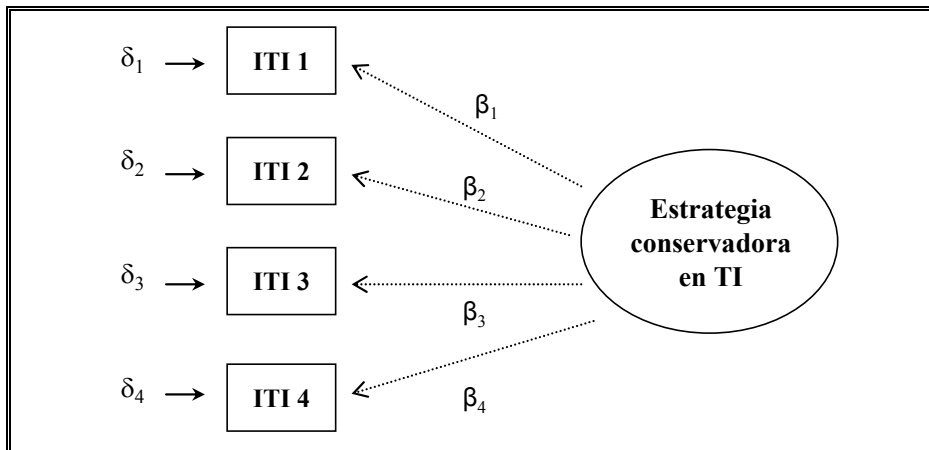 δ1
ITI 1
β1
δ2
ITI 2
β2
Estrategia
conservadora
en TI
δ3
ITI 3
β3
δ4
ITI 4
β4